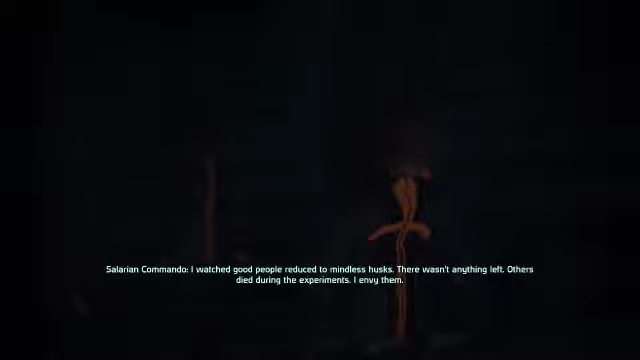 Salarian Commando: I watched good people reduced to mindless husks. There wasn't anything left. Others
died during the experiments. I envy them.